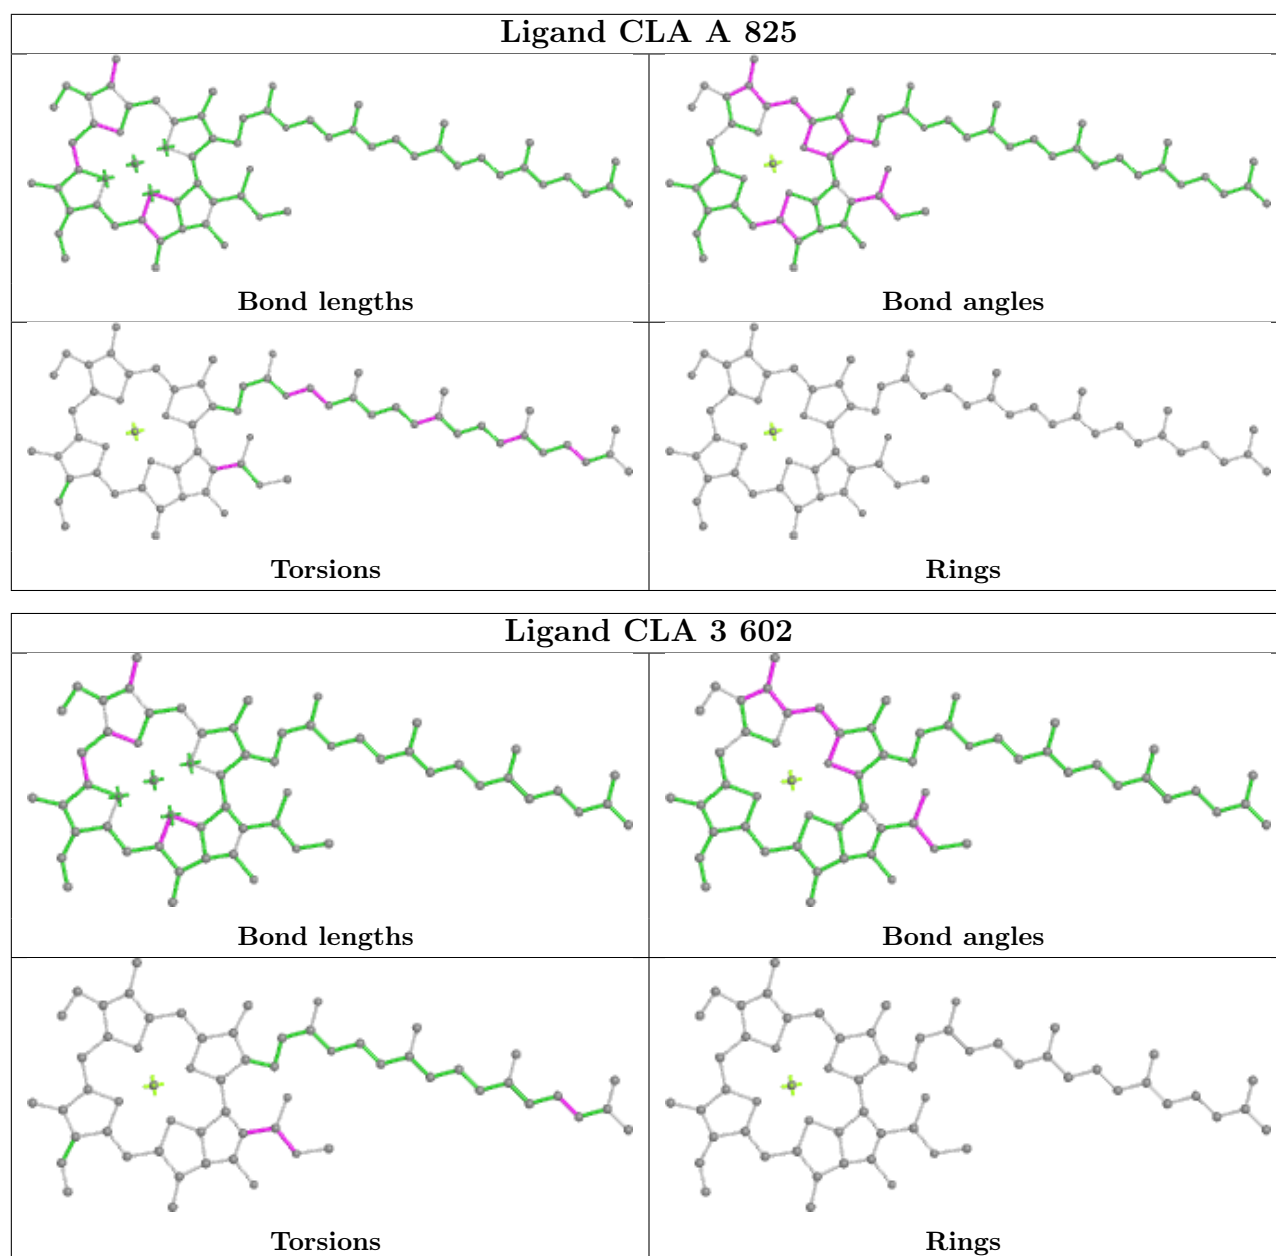 Ligand CLA A 825
Bond lengths
Bond angles
Torsions
Rings
Ligand CLA 3 602
Bond lengths
Bond angles
Torsions
Rings